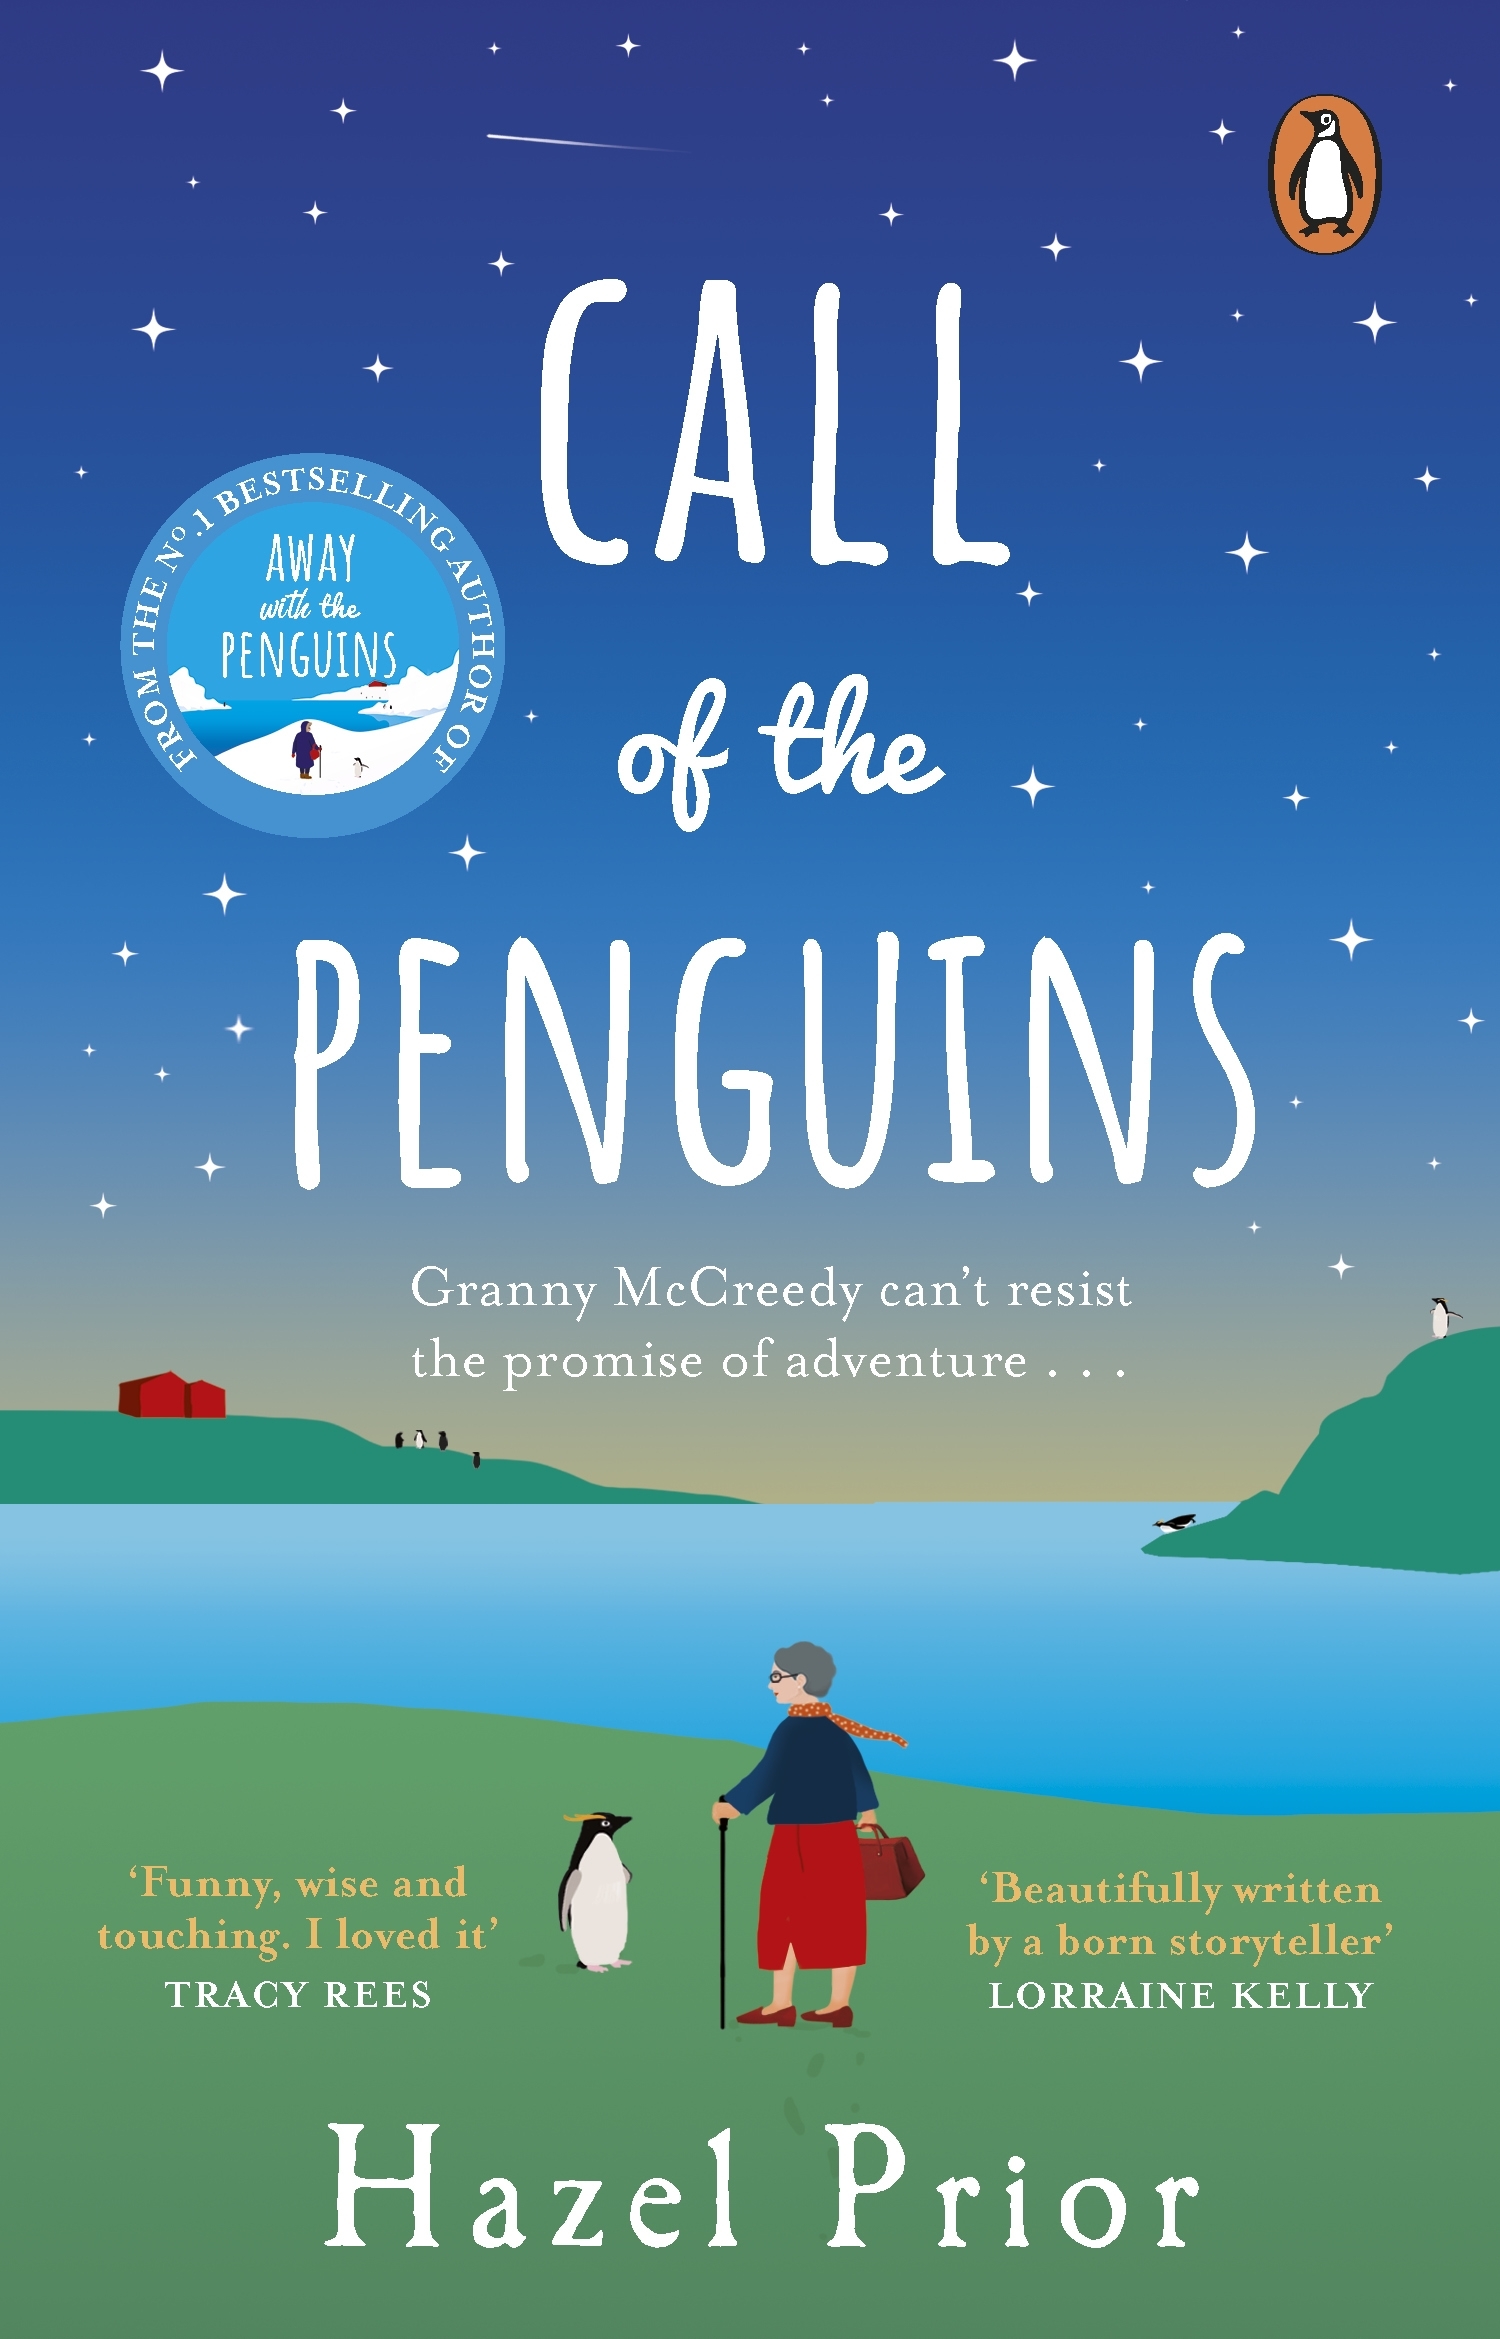 CALL
FROM THE Nº.1 BESTSELLING AUTHOR OF
AWAY
with the
PENGUINS
of the
PENGUINS
Granny McCreedy can’t resist
the promise of adventure . . .
‘Funny, wise and
touching. I loved it’
TRACY REES
‘Beautifully written
by a born storyteller’
LORRAINE KELLY
Hazel Prior